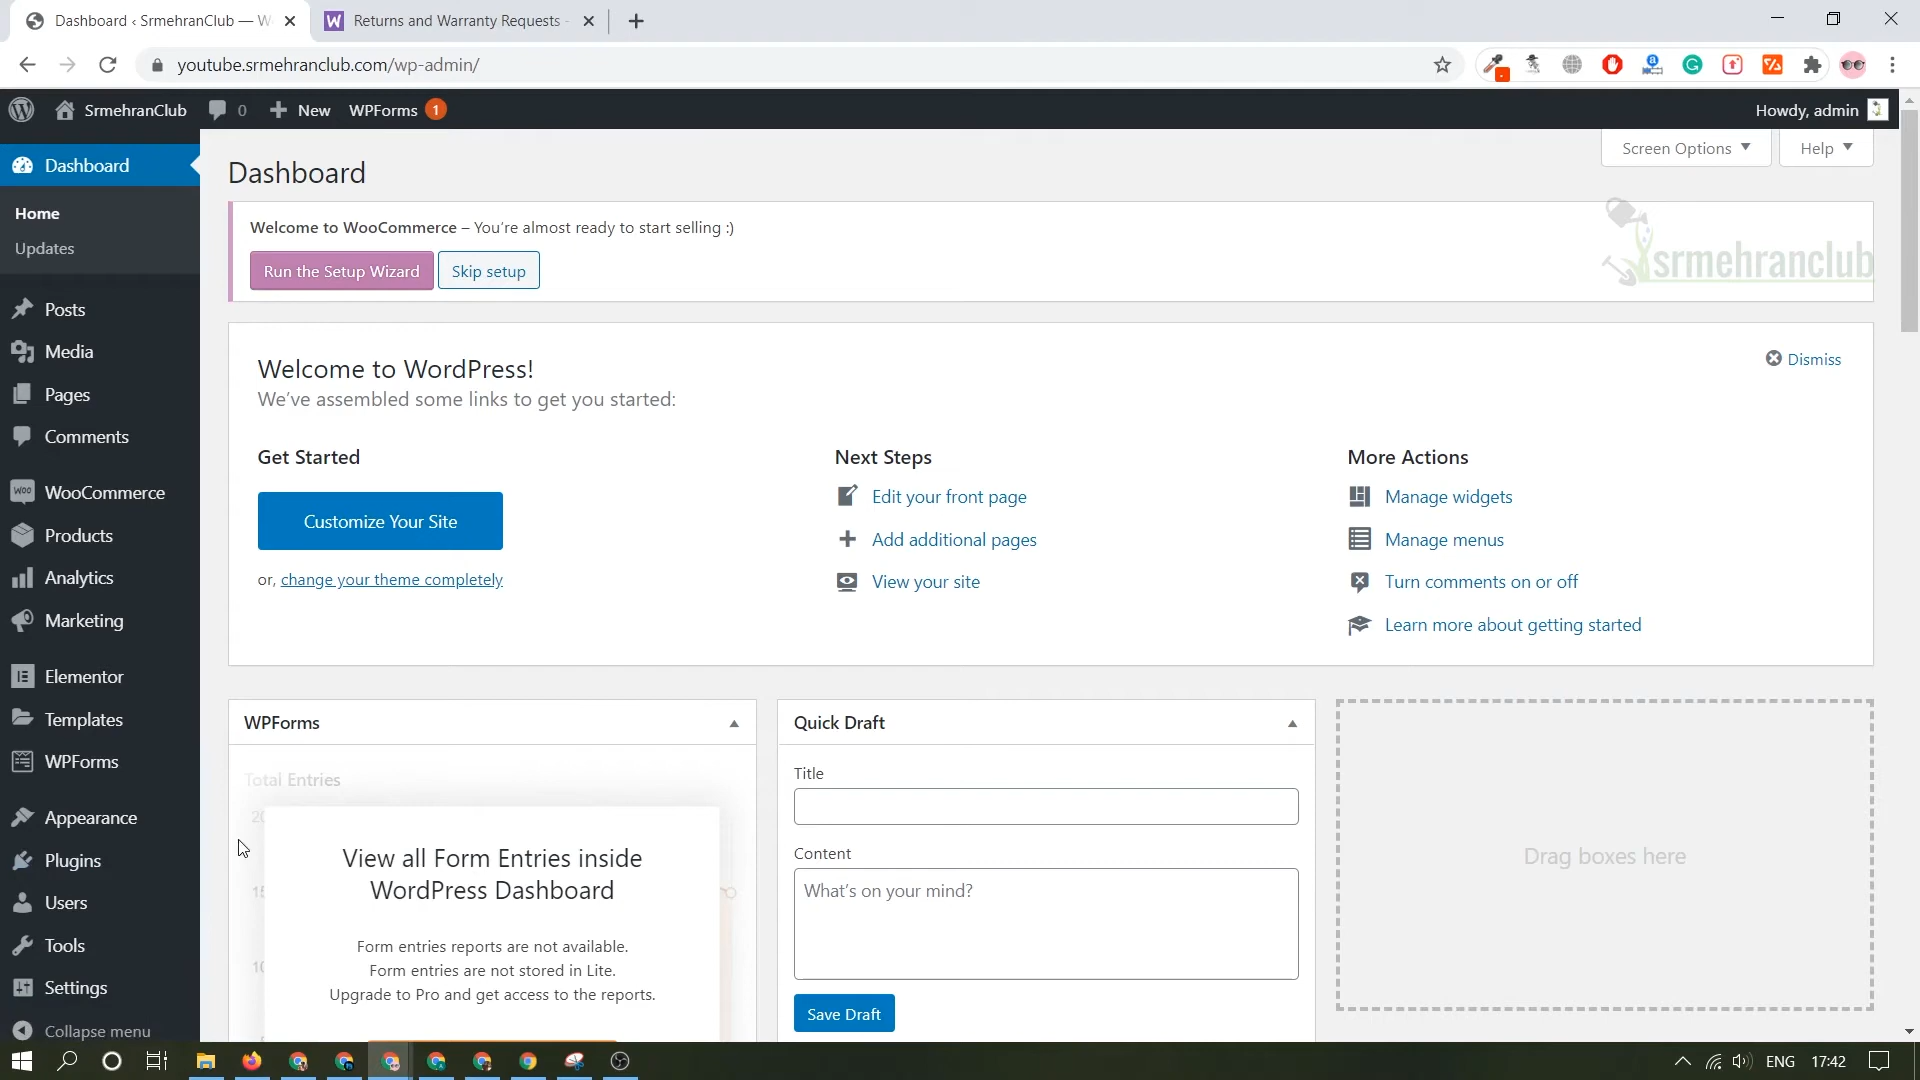 Dashboard ‹ SrmehranClub — W
Returns and Warranty Requests -
youtube.srmehranclub.com/wp-admin/
SrmehranClub
0
New
WPForms
1
Howdy, admin
Dashboard
Home
Updates
Posts
Media
Pages
Comments
WooCommerce
Products
Analytics
Marketing
Elementor
Templates
WPForms
Appearance
Plugins
Users
Tools
Settings
Collapse menu
Screen Options
Help
Dashboard
Welcome to WooCommerce – You’re almost ready to start selling :)
Run the Setup Wizard
Skip setup
srmehranclub
Welcome to WordPress!
Dismiss
We’ve assembled some links to get you started:
Get Started
Customize Your Site
or, change your theme completely
Next Steps
Edit your front page
Add additional pages
View your site
More Actions
Manage widgets
Manage menus
Turn comments on or off
Learn more about getting started
WPForms
Total Entries
View all Form Entries inside
WordPress Dashboard
Form entries reports are not available.
Form entries are not stored in Lite.
Upgrade to Pro and get access to the reports.
Quick Draft
Title
Content
What’s on your mind?
Save Draft
Drag boxes here
ENG
17:42